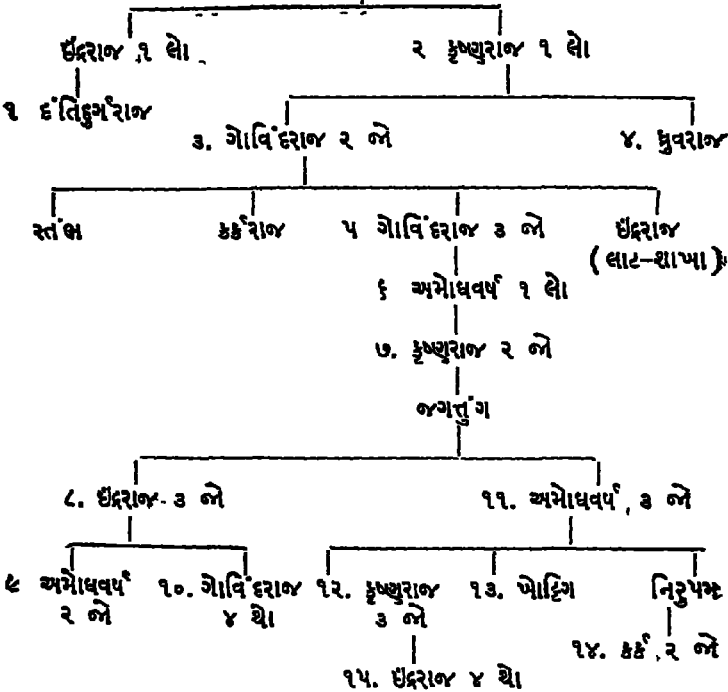 ઇંદ્રરાજ ૧ લો ૨ કૃષ્ણરાજ ૧ લો
૧ દંતિદુર્ગરાજ
૩. ગોવિંદરાજ ૨ જો ૪. ધ્રુવરાજ
સ્તંભ કર્કરાજ ૫ ગોવિંદરાજ ૩ જો ઇંદ્રરાજ
(લાટ-શાખા)
૬ અમોઘવર્ષ ૧ લો
૭. કૃષ્ણરાજ ૨ જો
જગત્તુંગ
૮. ઇંદ્રરાજ ૩ જો ૧૧. અમોઘવર્ષ, ૩ જો
૯ અમોઘવર્ષ ૧૦. ગોવિંદરાજ ૧૨. કૃષ્ણરાજ ૧૩. ખોટ્ટિગ નિરુપમ
૨ જો ૪ થો ૩ જો
૧૪. કર્ક, ૨ જો
૧૫. ઇંદ્રરાજ ૪ થો